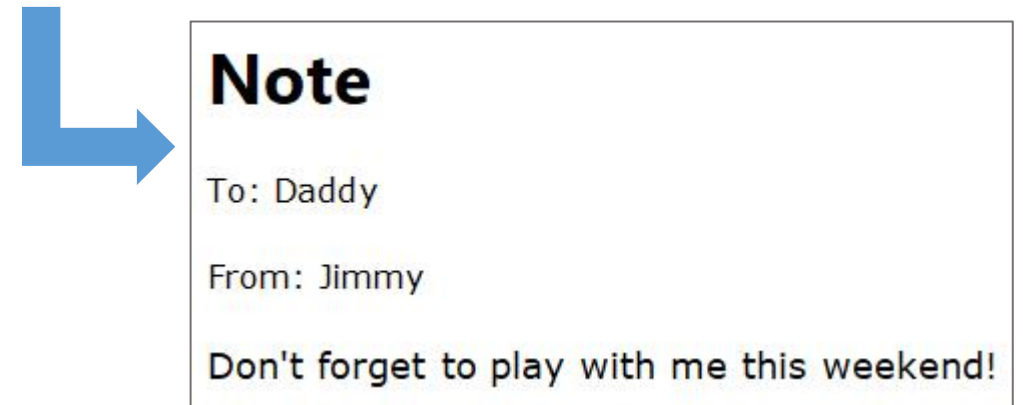 Note
To: Daddy
From: Jimmy
Don't forget to play with me this weekend!